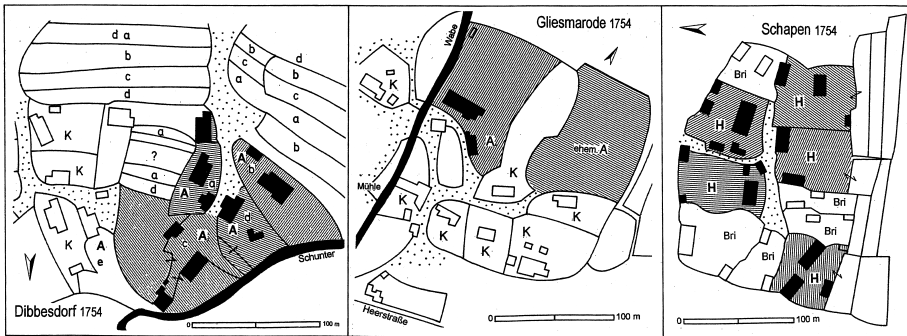 d a
b
c
d
K
K
K
A
e
a
?
a
d
A
a
c
A
A
d
A
b
b
c
a
d
b
c
a
b
Schunter
Dibbesdorf 1754
0 100 m
Gliesmarode 1754
Wabe
K
A
ehem. A
K
K
Mühle
K
K
K
K
Heerstraße
0 100 m
Schapen 1754
Bri
H
H
H
H
Bri
Bri
Bri
Bri
H
0 100 m